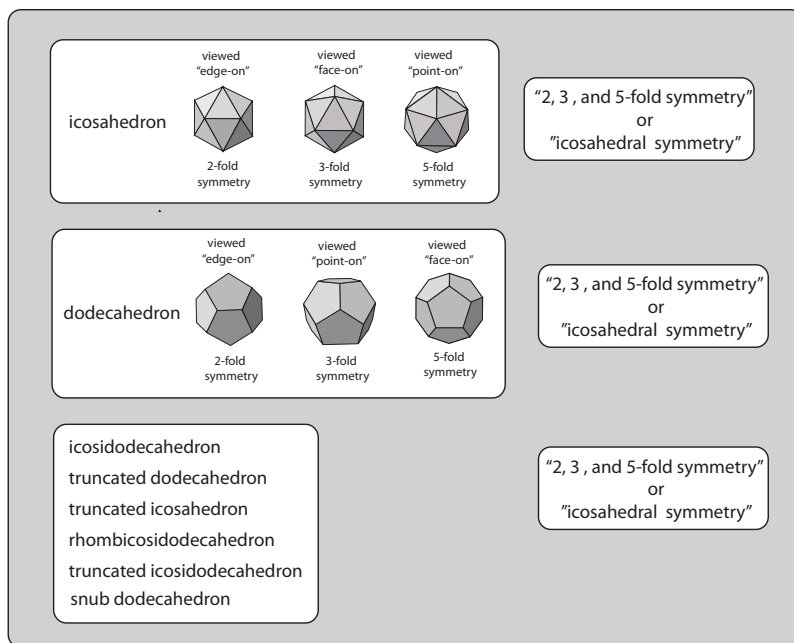 viewed
"edge-on"
viewed
"face-on"
viewed
"point-on"
icosahedron
2-fold
symmetry
3-fold
symmetry
5-fold
symmetry
"2, 3 , and 5-fold symmetry"
or
"icosahedral symmetry"
viewed
"edge-on"
viewed
"point-on"
viewed
"face-on"
dodecahedron
2-fold
symmetry
3-fold
symmetry
5-fold
symmetry
"2, 3 , and 5-fold symmetry"
or
"icosahedral symmetry"
icosidodecahedron
truncated dodecahedron
truncated icosahedron
rhombicosidodecahedron
truncated icosidodecahedron
snub dodecahedron
"2, 3 , and 5-fold symmetry"
or
"icosahedral symmetry"